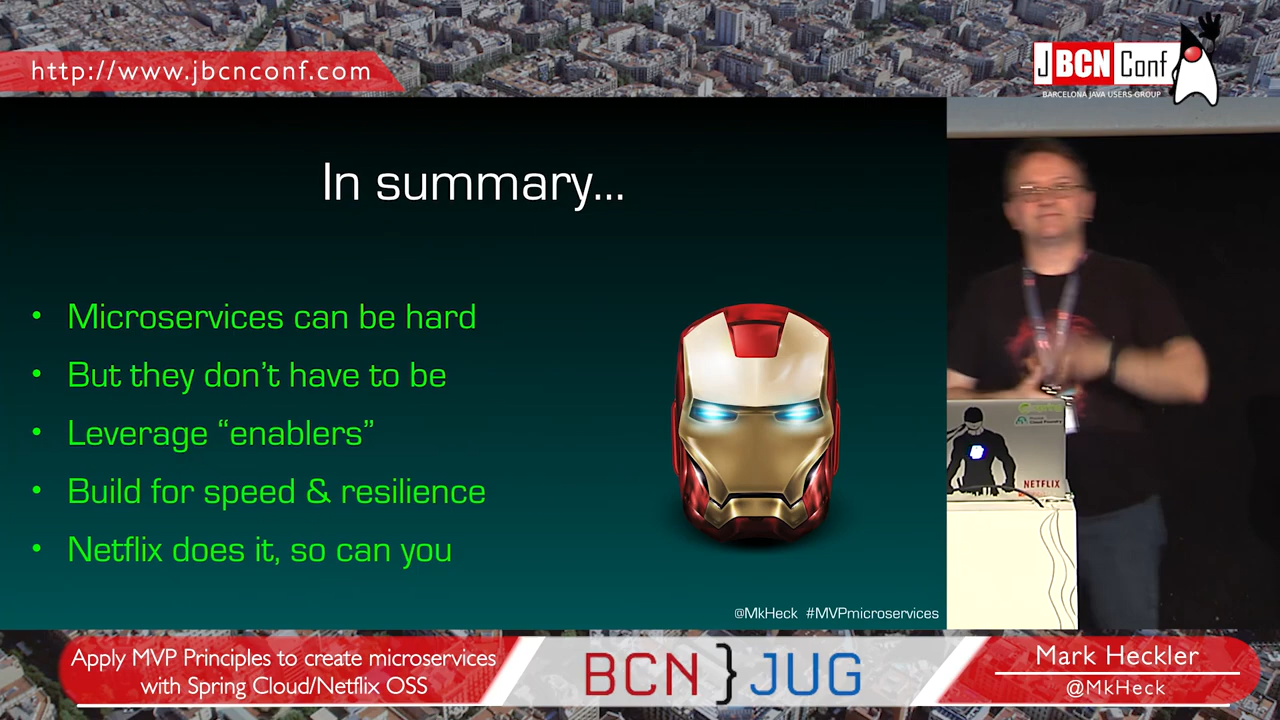 http://www.jbcnconf.com
JBCNConf
BARCELONA JAVA USERS GROUP
In summary...
• Microservices can be hard
• But they don't have to be
• Leverage “enablers”
• Build for speed & resilience
• Netflix does it, so can you
@MkHeck #MVPmicroservices
Cloud Foundry
NETFLIX
Apply MVP Principles to create microservices
with Spring Cloud/Netflix OSS
BCN}JUG
Mark Heckler
@MkHeck